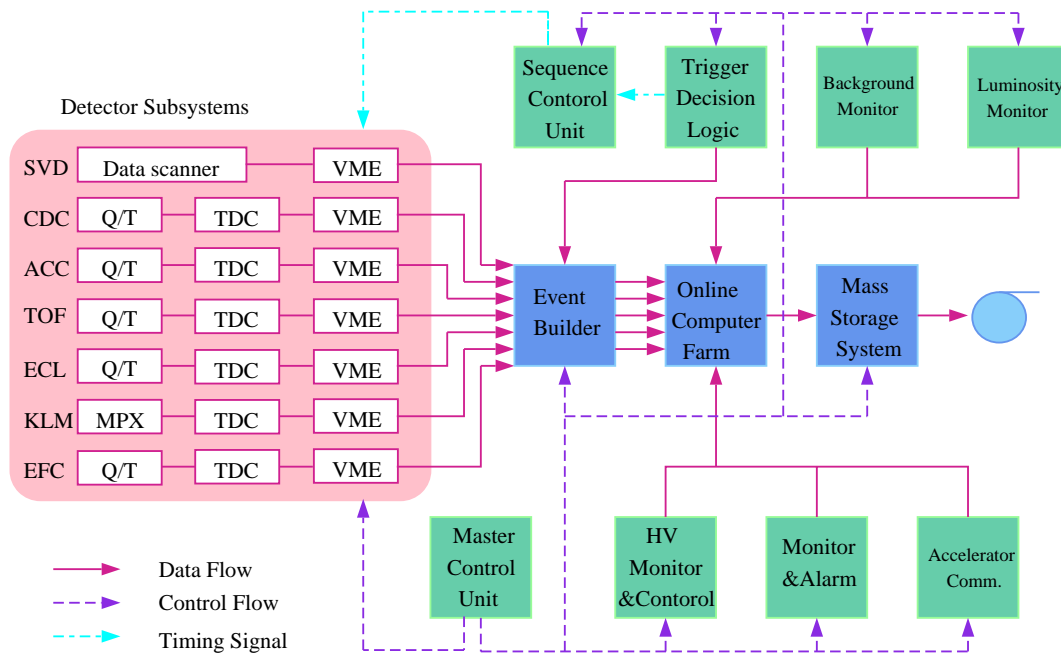 Sequence
Contorol
Unit
Trigger
Decision
Logic
Background
Monitor
Luminosity
Monitor
Detector Subsystems
SVD
Data scanner
VME
CDC
Q/T
TDC
VME
ACC
Q/T
TDC
VME
TOF
Q/T
TDC
VME
ECL
Q/T
TDC
VME
KLM
MPX
TDC
VME
EFC
Q/T
TDC
VME
Event
Builder
Online
Computer
Farm
Mass
Storage
System
Master
Control
Unit
HV
Monitor
&Contorol
Monitor
&Alarm
Accelerator
Comm.
Data Flow
Control Flow
Timing Signal